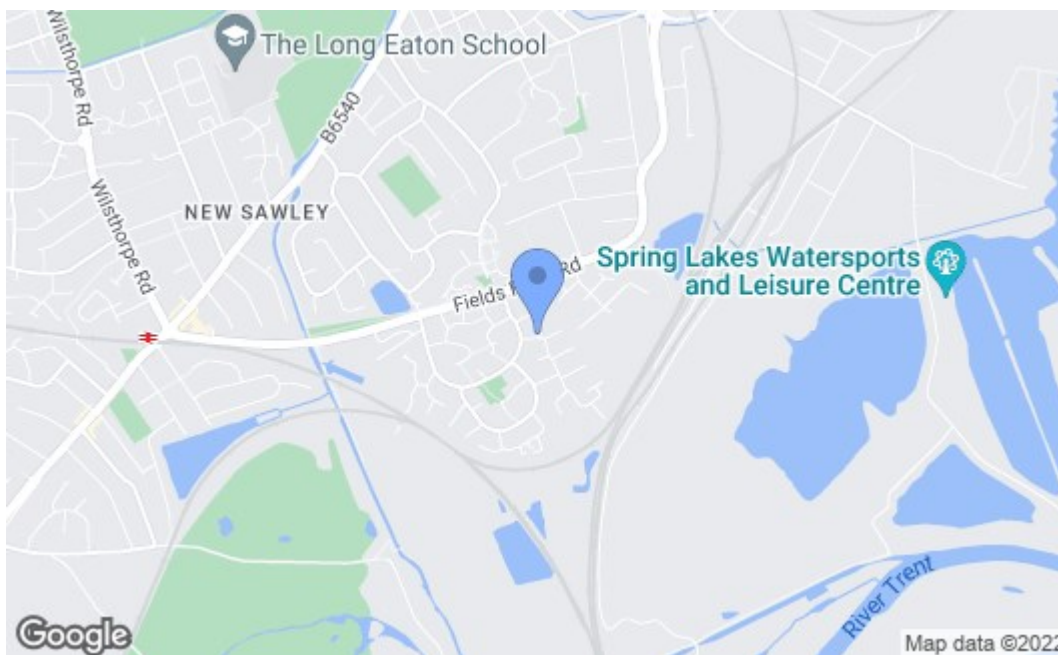 Wilsthorpe Rd
The Long Eaton School
B6540
Wilsthorpe Rd
NEW SAWLEY
Fields Rd
Spring Lakes Watersports
and Leisure Centre
River Trent
Google
Map data ©2022